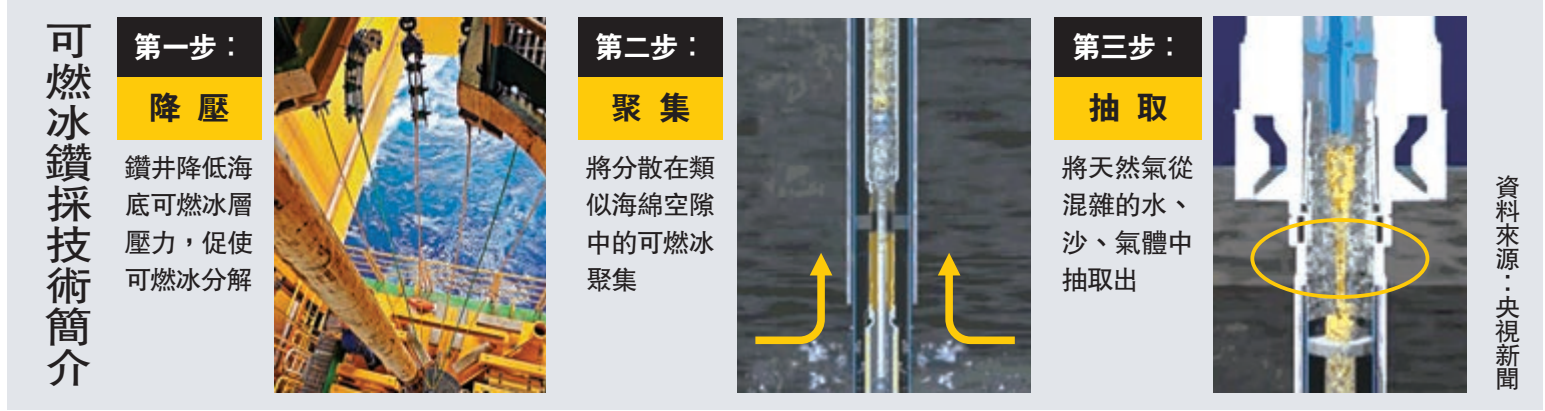 可燃冰鑽採技術簡介
第一步：
降壓
鑽井降低海
底可燃冰層
壓力，促使
可燃冰分解
第二步：
聚集
將分散在類
似海綿空隙
中的可燃冰
聚集
第三步：
抽取
將天然氣從
混雜的水、
沙、氣體中
抽取出
資料來源：央視新聞